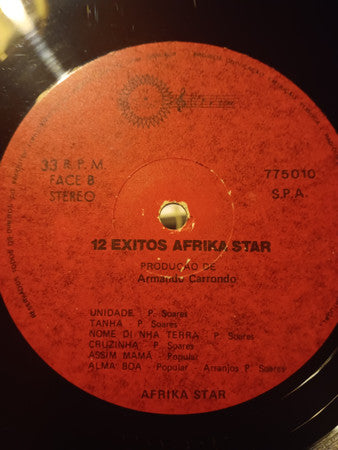 33 R.P.M.
FACE B
STEREO
775010
S.P.A.
12 EXITOS AFRIKA STAR
PRODUÇÃO DE
Armando Carrondo
UNIDADE - P. Soares
TANHA - P. Soares
NOME DI NHA TERRA - P. Soares
CRUZINHA - P. Soares
ASSIM MAMÃ - Popular
ALMA BOA - Popular - Arranjos P. Soares
AFRIKA STAR